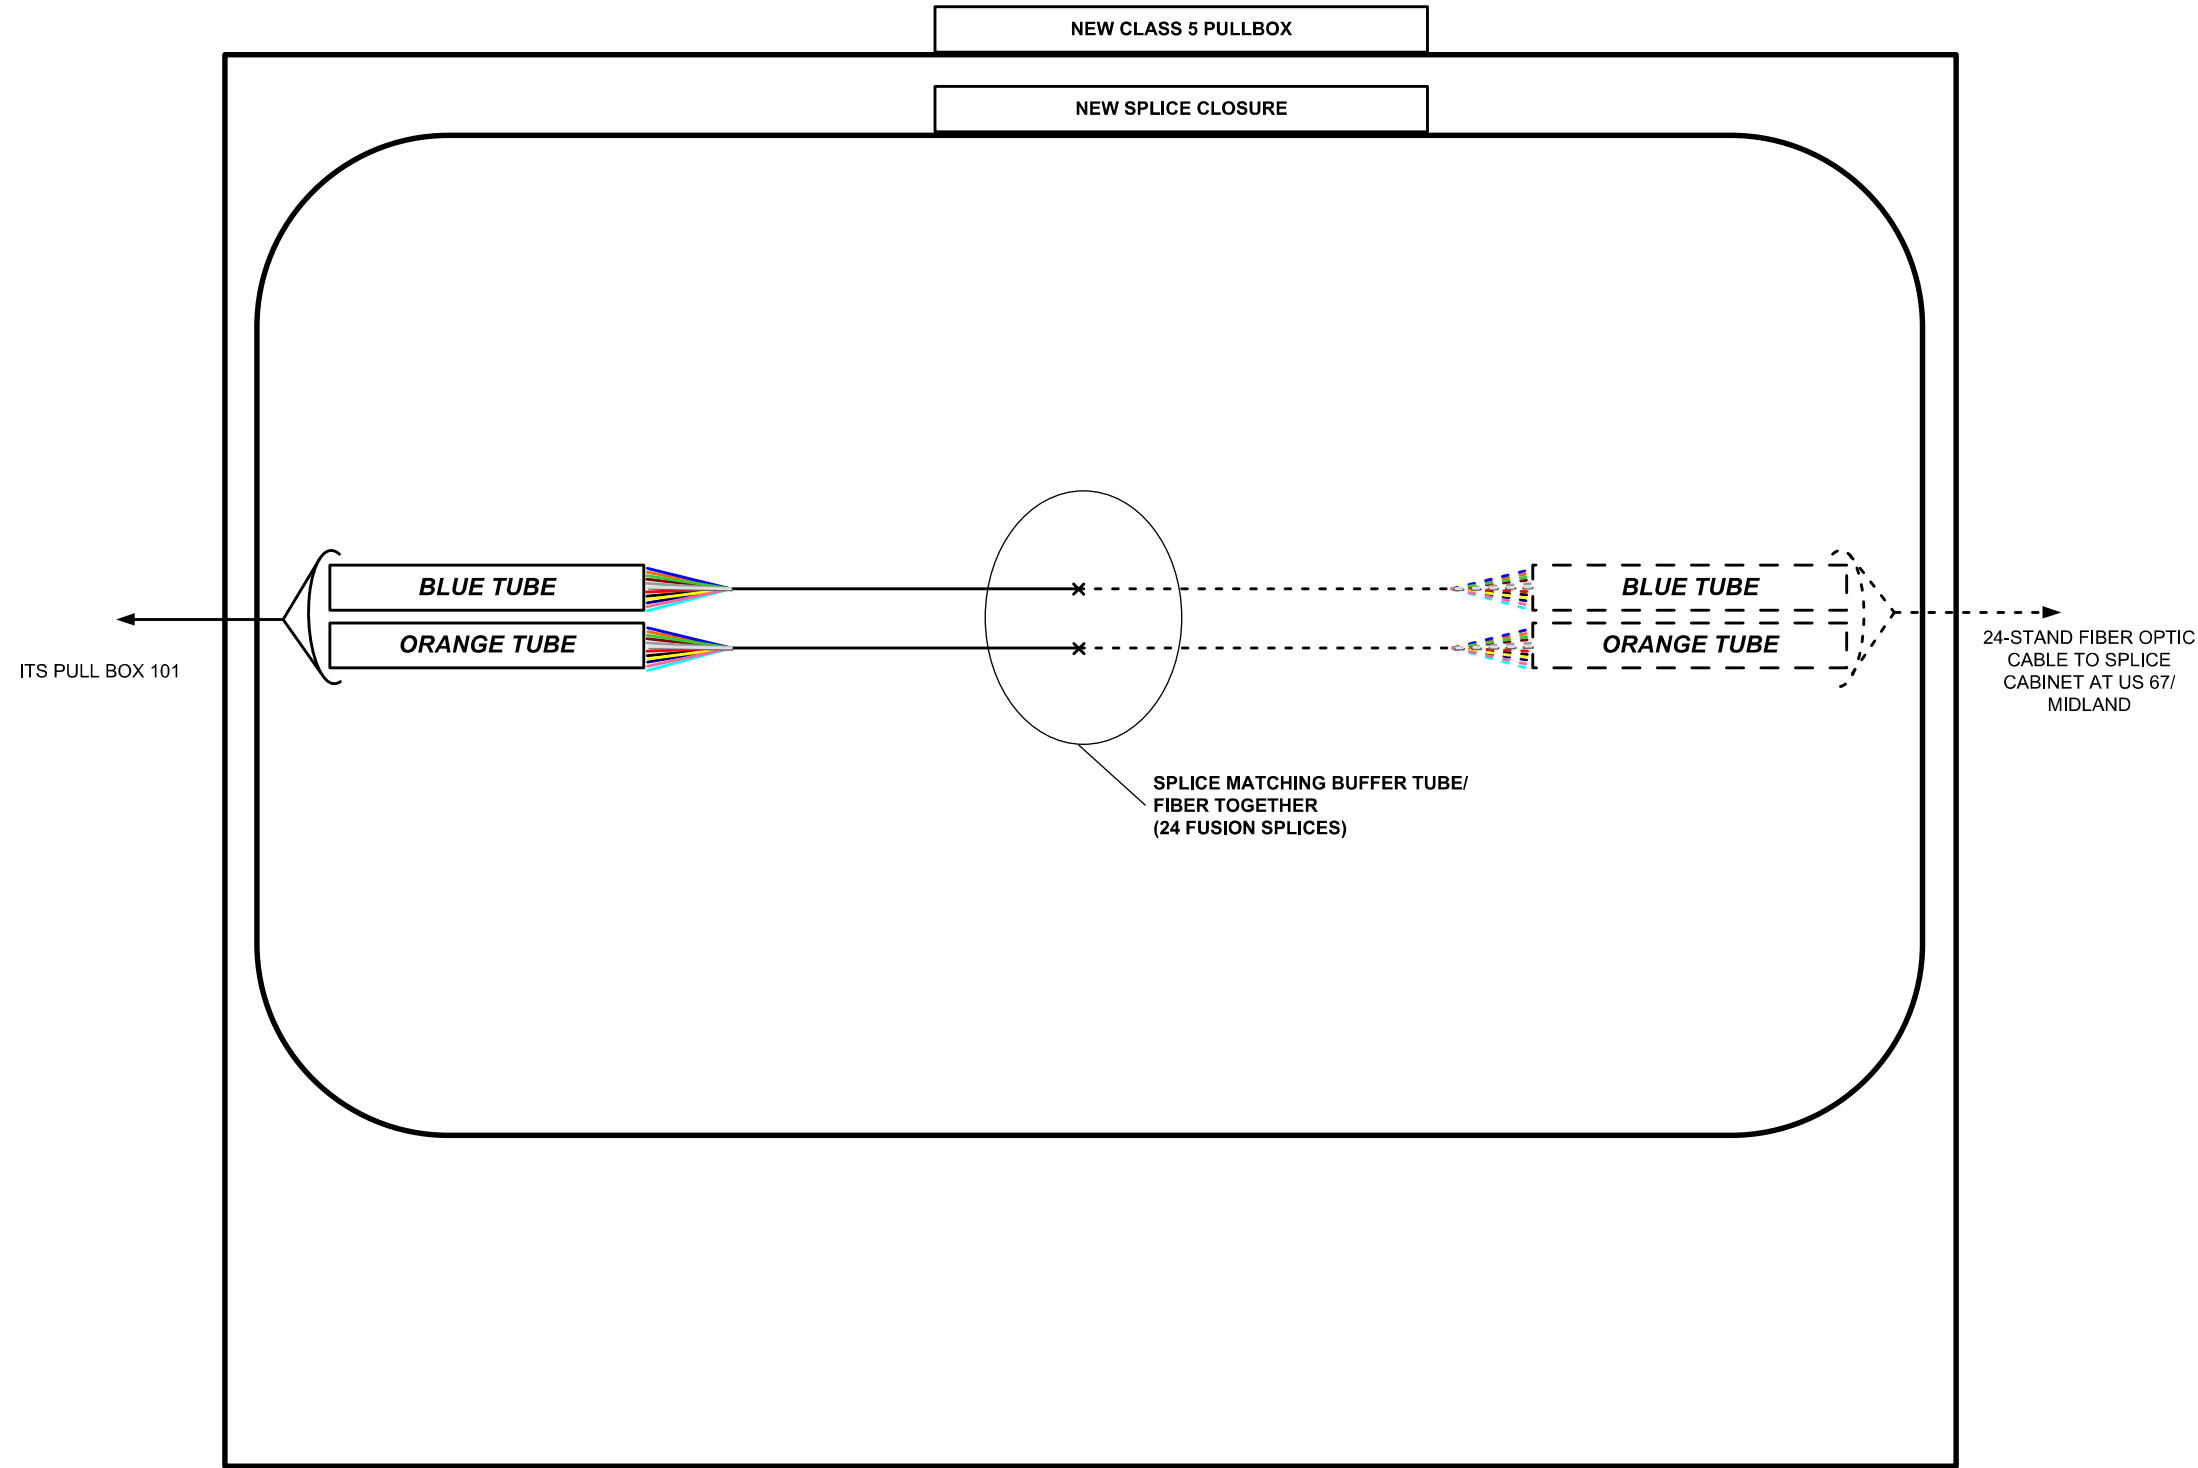 NEW CLASS 5 PULLBOX
NEW SPLICE CLOSURE
BLUE TUBE
ORANGE TUBE
BLUE TUBE
ORANGE TUBE
ITS PULL BOX 101
24-STAND FIBER OPTIC
CABLE TO SPLICE
CABINET AT US 67/
MIDLAND
SPLICE MATCHING BUFFER TUBE/
FIBER TOGETHER
(24 FUSION SPLICES)